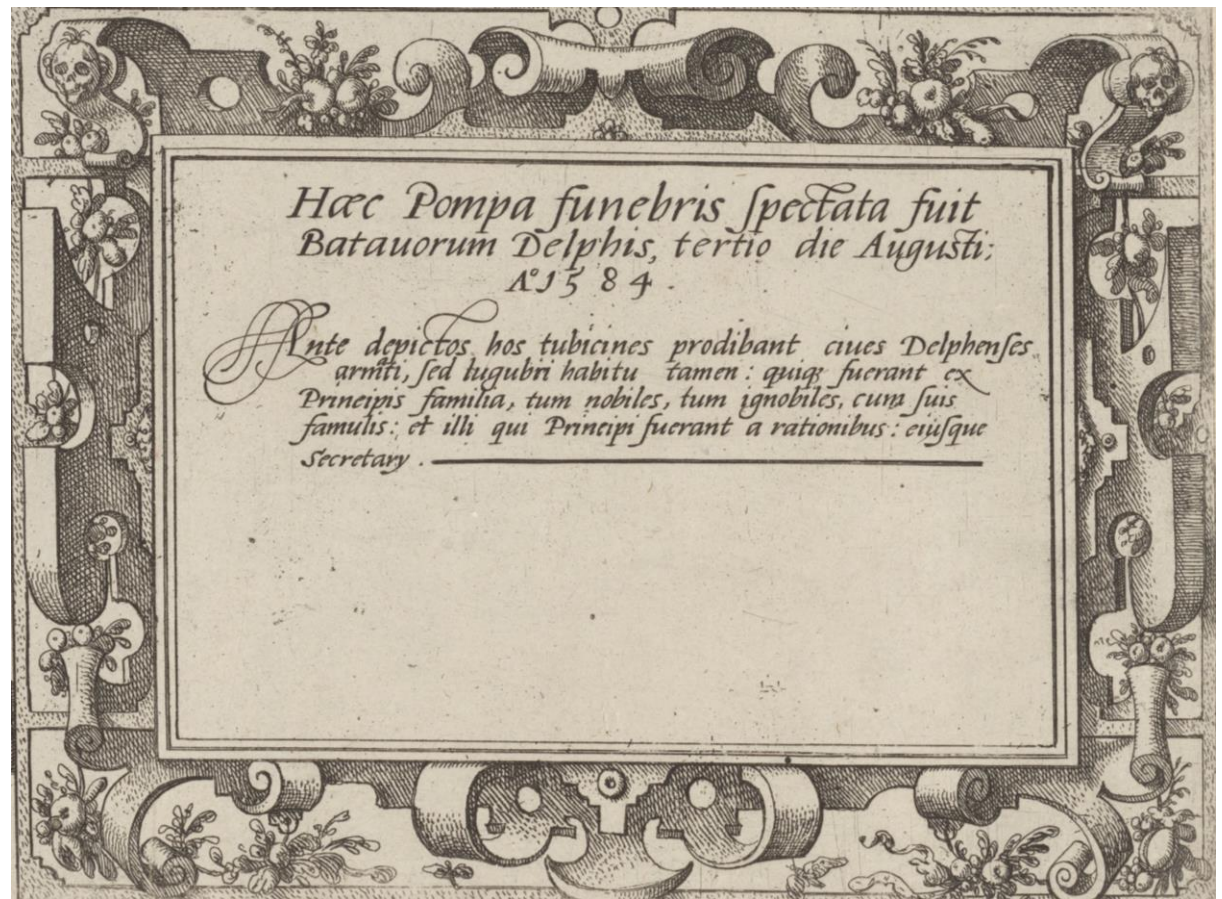 Hæc Pompa funebris ſpectata fuit
Batauorum Delphis, tertio die Auguſti;
A° 1584.
Ante depictos hos tubicines prodibant ciues Delphenſes
armati, ſed lugubri habitu tamen: quiqꝫ fuerant ex
Principis familia, tum nobiles, tum ignobiles, cum ſuis
famulis: et illi qui Principi fuerant a rationibus: eiuſque
Secretary.